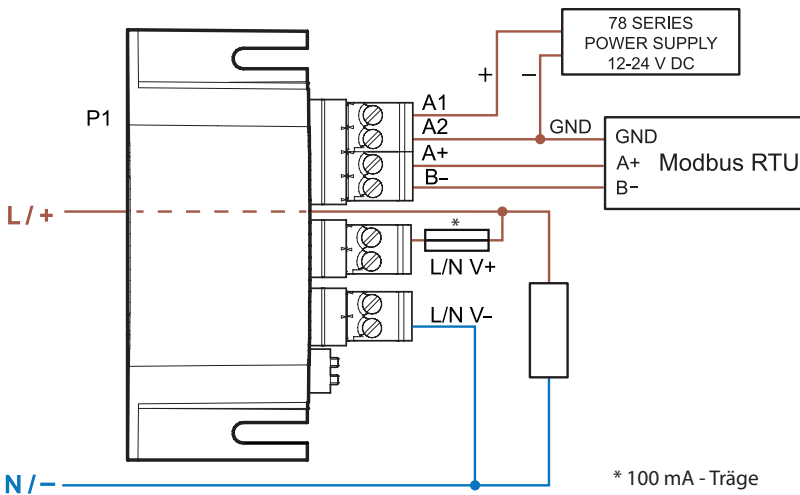 78 SERIES
POWER SUPPLY
12-24 V DC
+
−
P1
A1
A2
GND
A+
B−
GND
A+
Modbus RTU
B−
L / +
*
L/N V+
L/N V−
N / −
* 100 mA - Träge